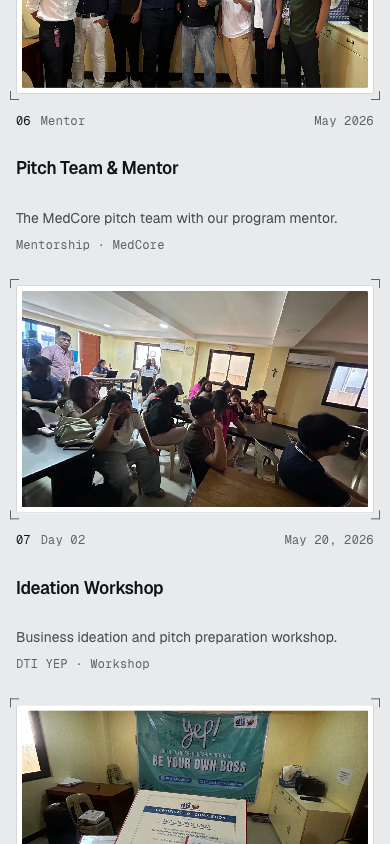 06 Mentor
May 2026
Pitch Team & Mentor
The MedCore pitch team with our program mentor.
Mentorship · MedCore
07 Day 02
May 20, 2026
Ideation Workshop
Business ideation and pitch preparation workshop.
DTI YEP · Workshop
yep!
BE YOUR OWN BOSS